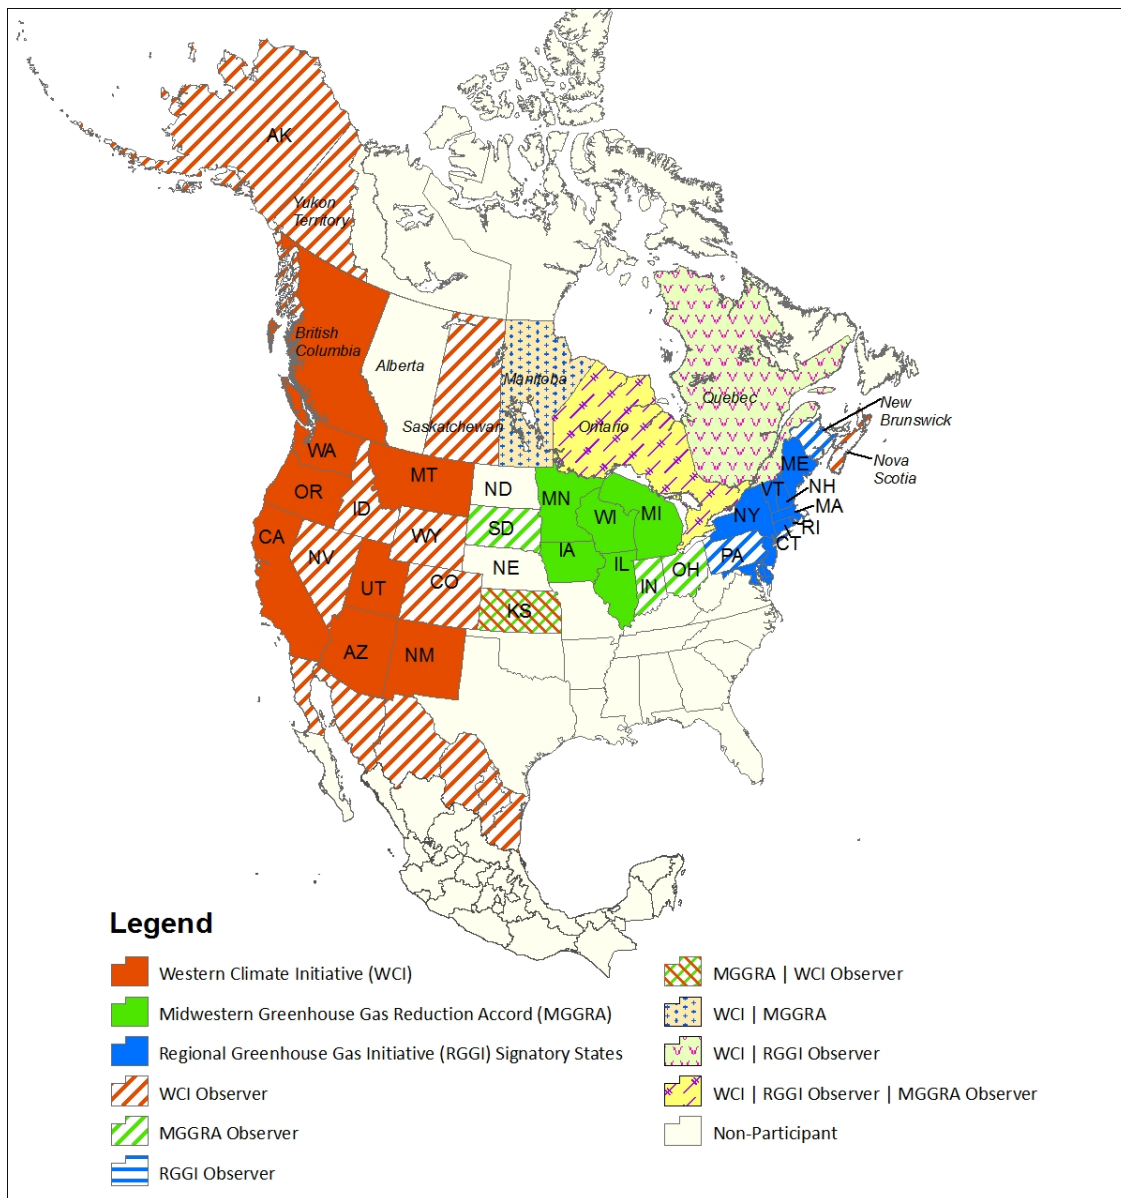 AK
Yukon
Territory
British
Columbia
Alberta
Saskatchewan
Manitoba
Ontario
Quebec
New
Brunswick
Nova
Scotia
WA
MT
ND
MN
ME
VT
NH
OR
ID
SD
WI
MI
NY
MA
RI
CT
CA
NV
WY
NE
IA
IL
IN
OH
PA
UT
CO
KS
AZ
NM
Legend
Western Climate Initiative (WCI)
Midwestern Greenhouse Gas Reduction Accord (MGGRA)
Regional Greenhouse Gas Initiative (RGGI) Signatory States
WCI Observer
MGGRA Observer
RGGI Observer
MGGRA | WCI Observer
WCI | MGGRA
WCI | RGGI Observer
WCI | RGGI Observer | MGGRA Observer
Non-Participant